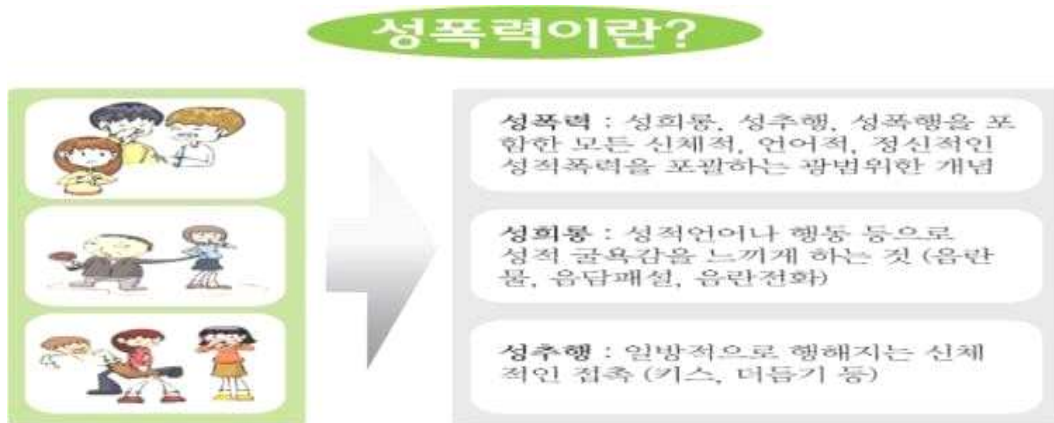 성폭력이란?
성폭력 : 성희롱, 성추행, 성폭행을 포
함한 모든 신체적, 언어적, 정신적인
성적폭력을 포괄하는 광범위한 개념
성희롱 : 성적언어나 행동 등으로
성적 굴욕감을 느끼게 하는 것 (음란
물, 음담패설, 음란전화)
성추행 : 일방적으로 행해지는 신체
적인 접촉 (키스, 더듬기 등)